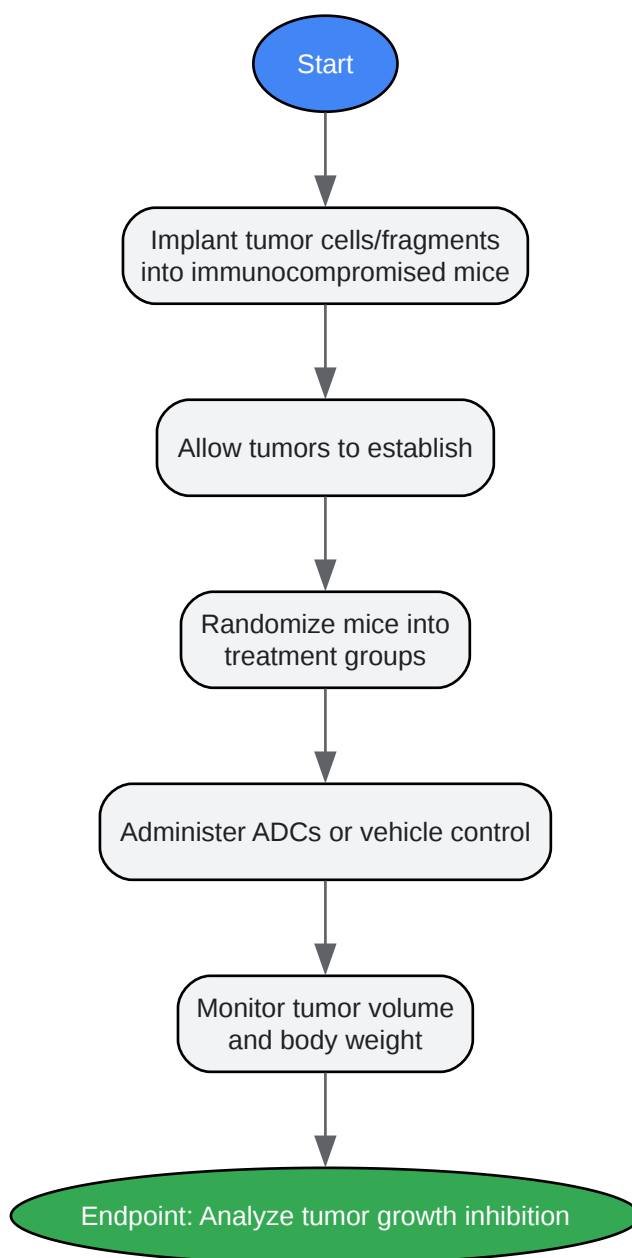 Start
Implant tumor cells/fragments
into immunocompromised mice
Allow tumors to establish
Randomize mice into
treatment groups
Administer ADCs or vehicle control
Monitor tumor volume
and body weight
Endpoint: Analyze tumor growth inhibition